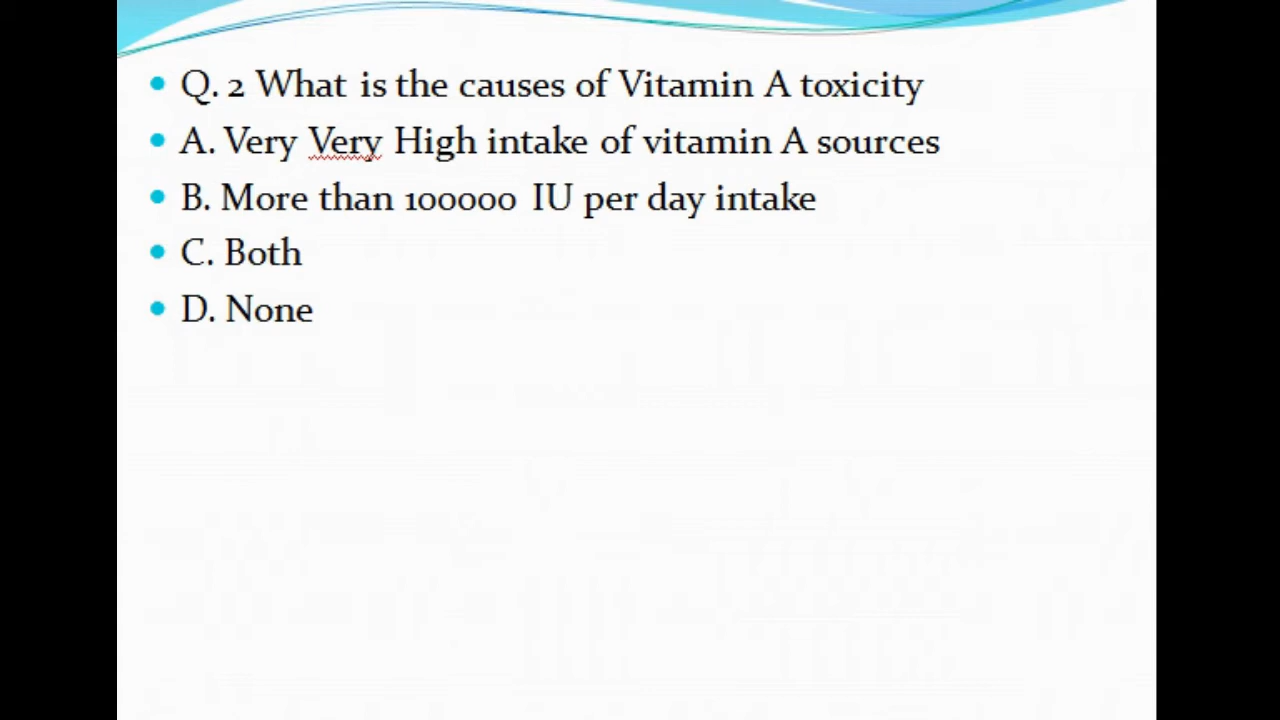 Q. 2 What is the causes of Vitamin A toxicity
A. Very Very High intake of vitamin A sources
B. More than 100000 IU per day intake
C. Both
D. None